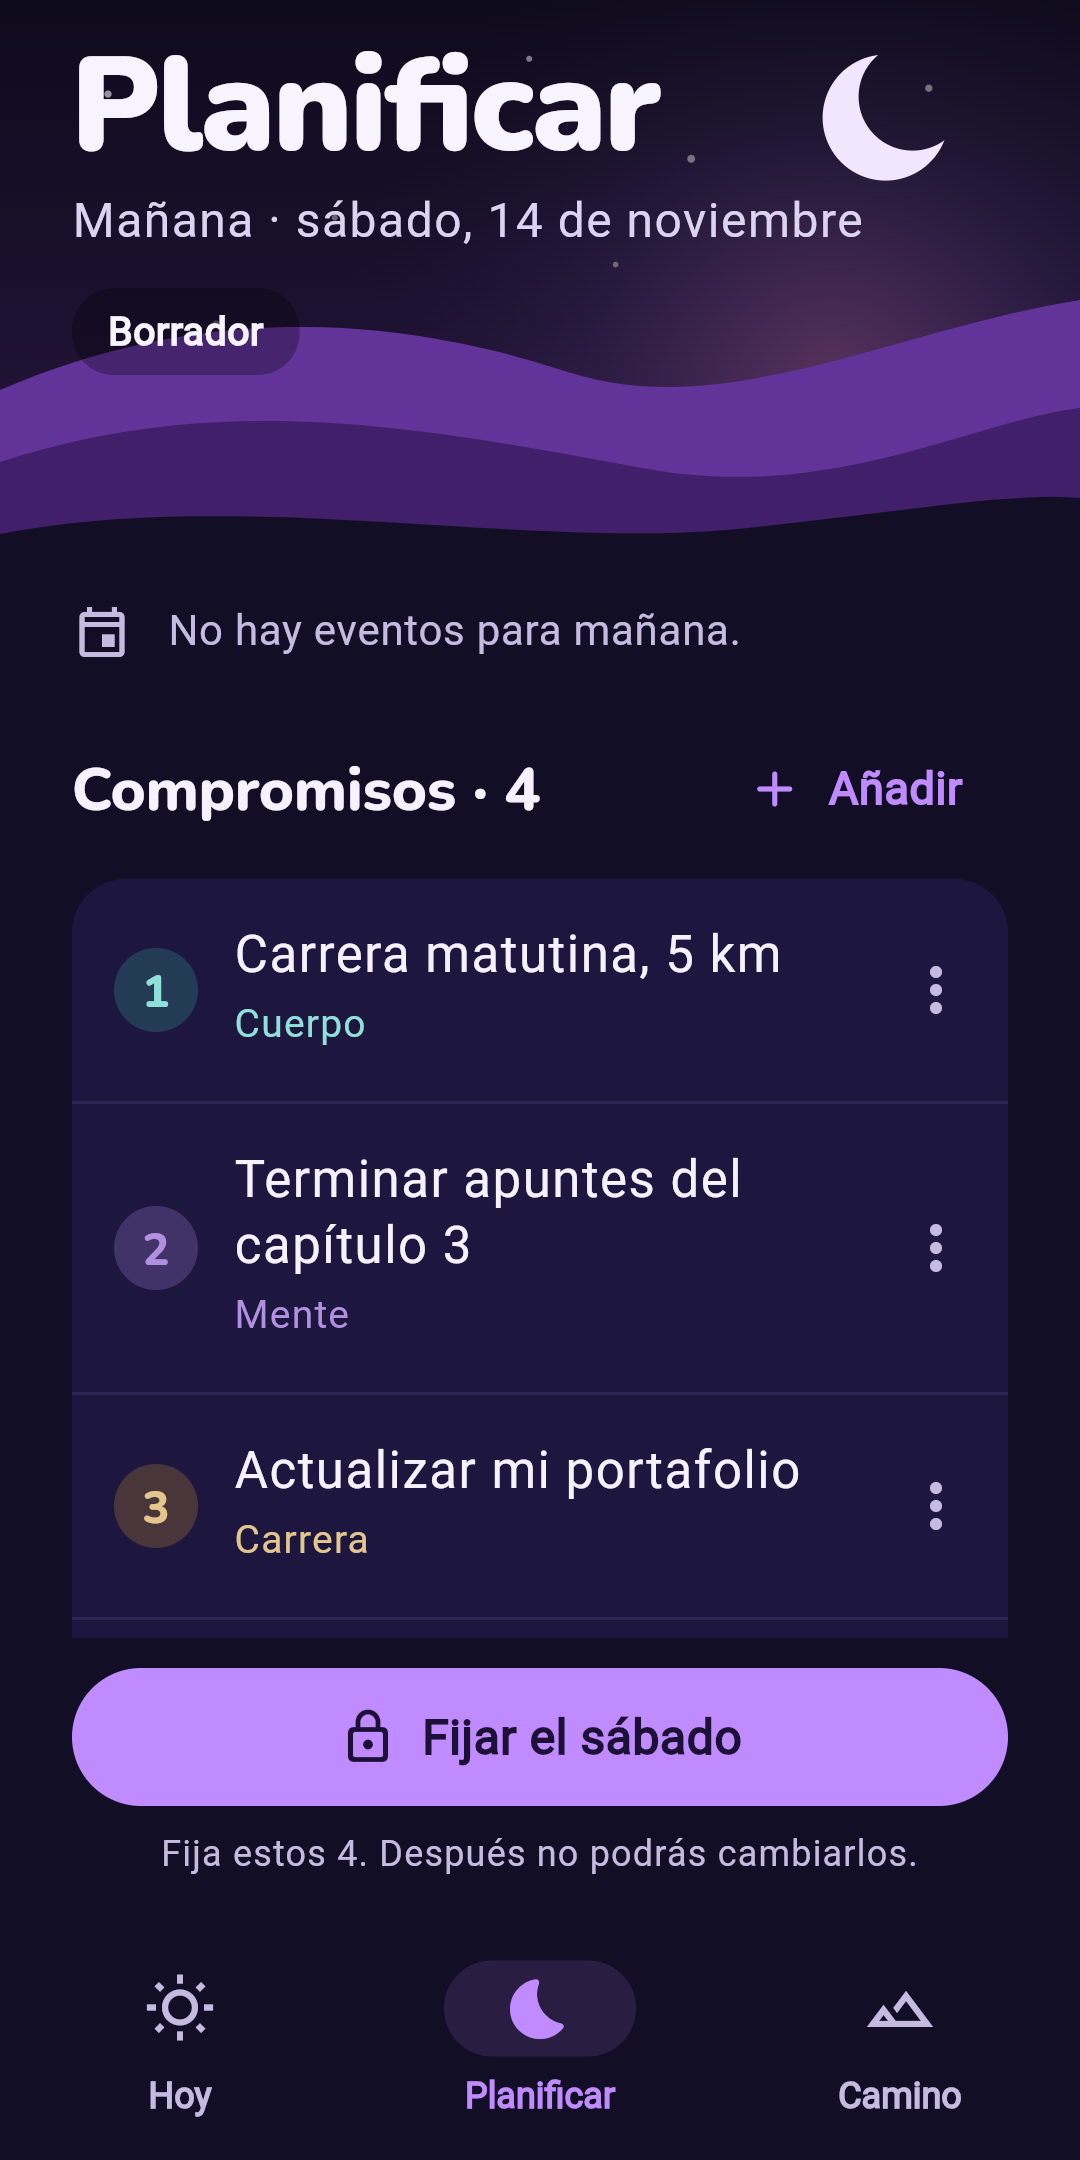 Planificar
Mañana · sábado, 14 de noviembre
Borrador
No hay eventos para mañana.
Compromisos · 4
Añadir
1
Carrera matutina, 5 km
Cuerpo
2
Terminar apuntes del
capítulo 3
Mente
3
Actualizar mi portafolio
Carrera
Fijar el sábado
Fija estos 4. Después no podrás cambiarlos.
Hoy
Planificar
Camino